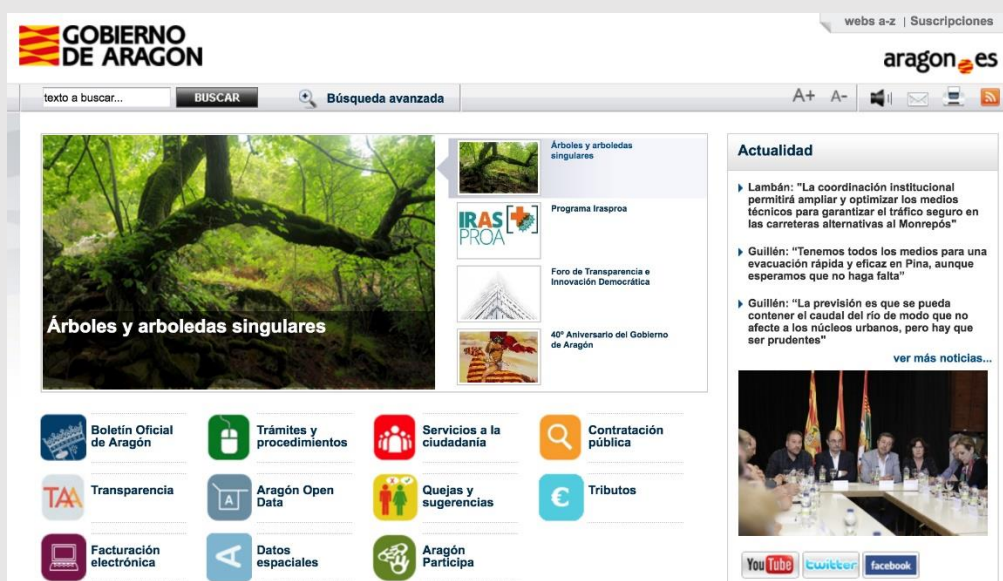 GOBIERNO
DE ARAGON
webs a-z | Suscripciones
aragon es
texto a buscar...
BUSCAR
Búsqueda avanzada
A+ A-
Árboles y arboledas singulares
Árboles y arboledas
singulares
IRAS
PROA
Programa Irasproa
Foro de Transparencia e
Innovación Democrática
40º Aniversario del Gobierno
de Aragón
Actualidad
Lambán: "La coordinación institucional
permitirá ampliar y optimizar los medios
técnicos para garantizar el tráfico seguro en
las carreteras alternativas al Monrepós"
Guillén: “Tenemos todos los medios para una
evacuación rápida y eficaz en Pina, aunque
esperamos que no haga falta”
Guillén: “La previsión es que se pueda
contener el caudal del río de modo que no
afecte a los núcleos urbanos, pero hay que
ser prudentes"
ver más noticias...
Boletín Oficial
de Aragón
Trámites y
procedimientos
Servicios a la
ciudadanía
Contratación
pública
TAA
Transparencia
A
Aragón Open
Data
Quejas y
sugerencias
€
Tributos
Facturación
electrónica
Datos
espaciales
Aragón
Participa
YouTube
twitter
facebook